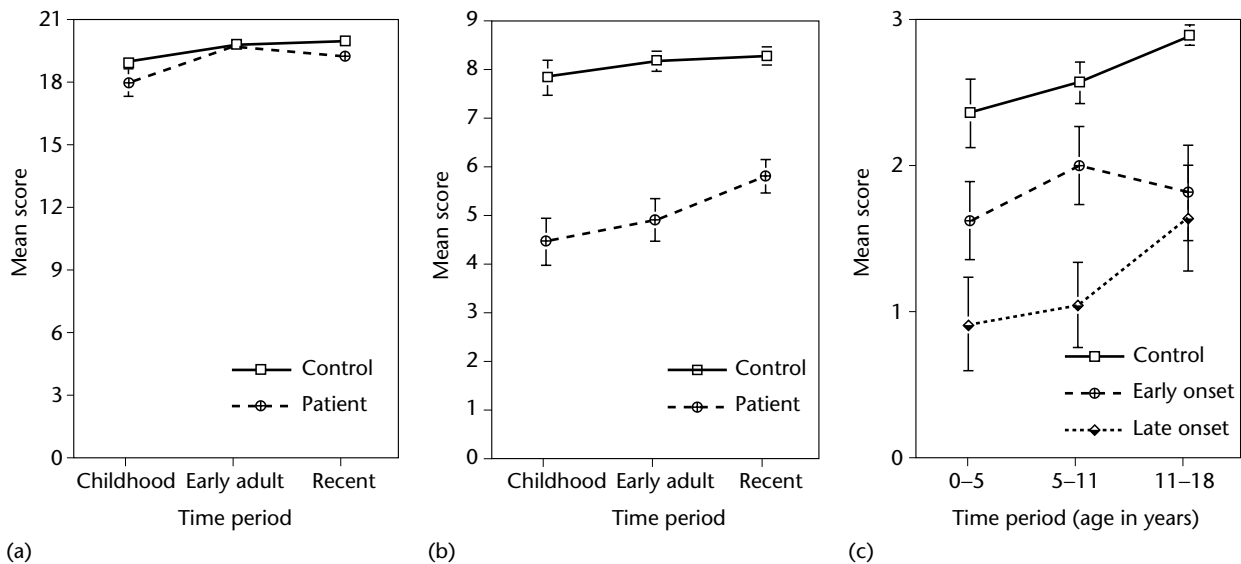 21
18
15
12
9
6
3
0
Mean score
Control
Patient
Childhood Early adult Recent
Time period
(a)
9
8
7
6
5
4
3
2
1
0
Mean score
Control
Patient
Childhood Early adult Recent
Time period
(b)
3
2
1
0
Mean score
Control
Early onset
Late onset
0–5 5–11 11–18
Time period (age in years)
(c)